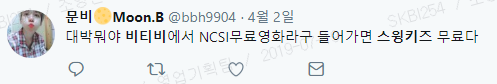 문비🌕Moon.B @bbh9904 · 4월 2일
대박뭐야 비티비에서 NCSI무료영화라구 들어가면 스윙키즈 무료다